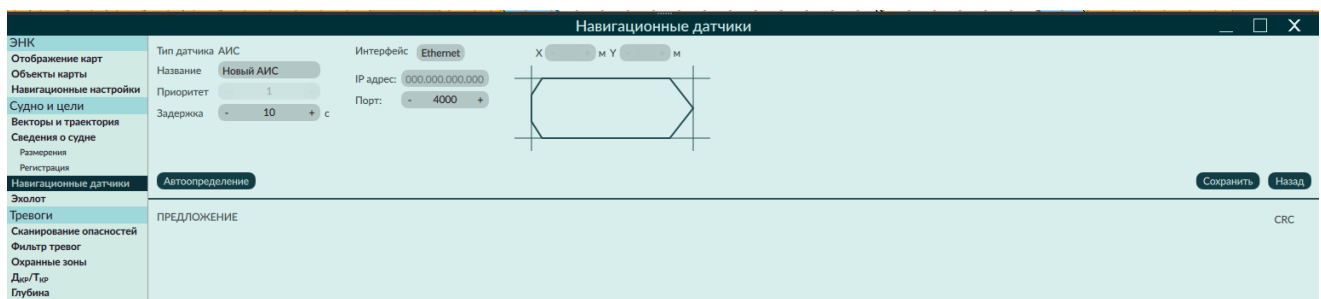 Навигационные датчики
ЭНК
Отображение карт
Объекты карты
Навигационные настройки
Судно и цели
Векторы и траектория
Сведения о судне
Размерения
Регистрация
Навигационные датчики
Эхолот
Тревоги
Сканирование опасностей
Фильтр тревог
Охранные зоны
Дкр/Ткр
Глубина
Тип датчика АИС
Название Новый АИС
Приоритет - 1 +
Задержка - 10 + с
Интерфейс Ethernet
IP адрес: 000.000.000.000
Порт: - 4000 +
X - + м Y - + м
Автоопределение
Сохранить Назад
ПРЕДЛОЖЕНИЕ CRC